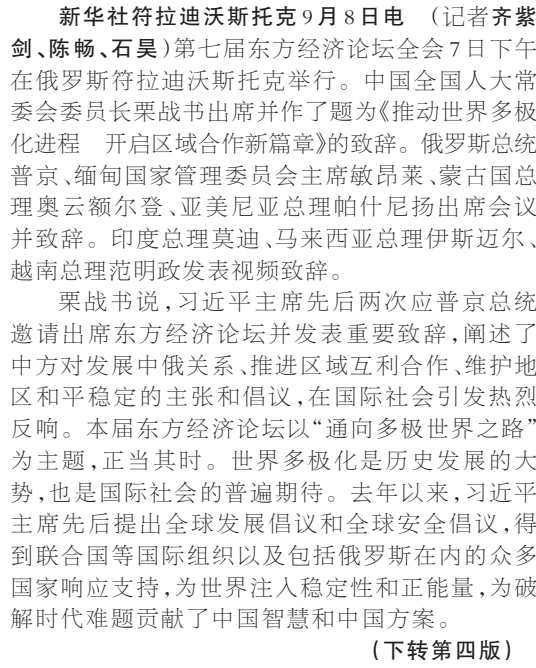 新华社符拉迪沃斯托克9月8日电　(记者齐紫
剑、陈畅、石昊)第七届东方经济论坛全会7日下午
在俄罗斯符拉迪沃斯托克举行。中国全国人大常
委会委员长栗战书出席并作了题为《推动世界多极
化进程　开启区域合作新篇章》的致辞。俄罗斯总统
普京、缅甸国家管理委员会主席敏昂莱、蒙古国总
理奥云额尔登、亚美尼亚总理帕什尼扬出席会议
并致辞。印度总理莫迪、马来西亚总理伊斯迈尔、
越南总理范明政发表视频致辞。
栗战书说,习近平主席先后两次应普京总统
邀请出席东方经济论坛并发表重要致辞,阐述了
中方对发展中俄关系、推进区域互利合作、维护地
区和平稳定的主张和倡议,在国际社会引发热烈
反响。本届东方经济论坛以“通向多极世界之路”
为主题,正当其时。世界多极化是历史发展的大
势,也是国际社会的普遍期待。去年以来,习近平
主席先后提出全球发展倡议和全球安全倡议,得
到联合国等国际组织以及包括俄罗斯在内的众多
国家响应支持,为世界注入稳定性和正能量,为破
解时代难题贡献了中国智慧和中国方案。
(下转第四版)